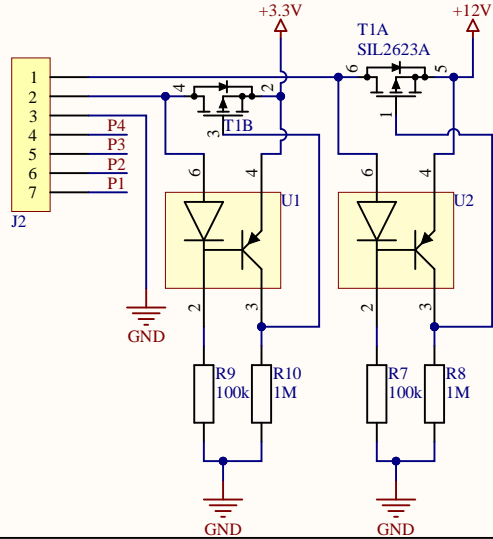 +3.3V
+12V
T1A
SIL2623A
1
2
3
4
5
6
7
P4
P3
P2
P1
J2
4
2
3
T1B
6
5
1
6
4
U1
2
3
6
4
U2
2
3
GND
R9
100k
R10
1M
R7
100k
R8
1M
GND
GND